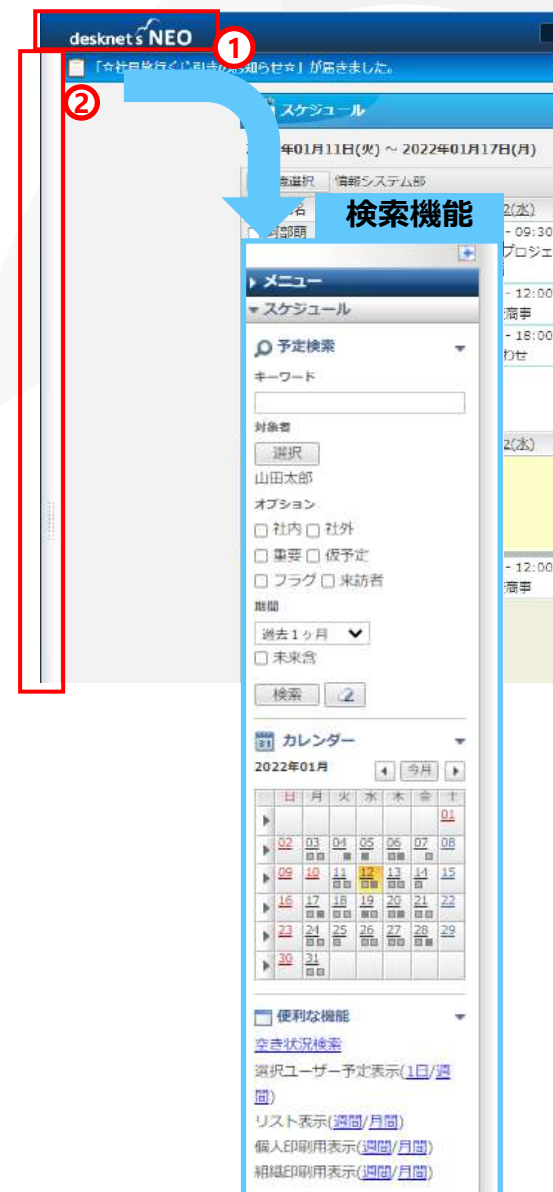 desknet's NEO
①
「☆社員旅行くじ引きのお知らせ☆」が届きました。
②
スケジュール
年01月11日(火) ～ 2022年01月17日(月)
選択 情報システム部
名
2(水)
検索機能
阿部萌
- 09:30
プロジェ
メニュー
- 12:00
商事
スケジュール
- 18:00
わせ
予定検索
キーワード
対象者
選択
2(水)
山田太郎
オプション
社内 社外
重要 仮予定
- 12:00
フラグ 来訪者
商事
期間
過去1ヶ月
未来含
検索
カレンダー
2022年01月
今月
日 月 火 水 木 金 土
01
02 03 04 05 06 07 08
09 10 11 12 13 14 15
16 17 18 19 20 21 22
23 24 25 26 27 28 29
30 31
便利な機能
空き状況検索
選択ユーザー予定表示(1日/週
間)
リスト表示(週間/月間)
個人印刷用表示(週間/月間)
組織印刷用表示(週間/月間)